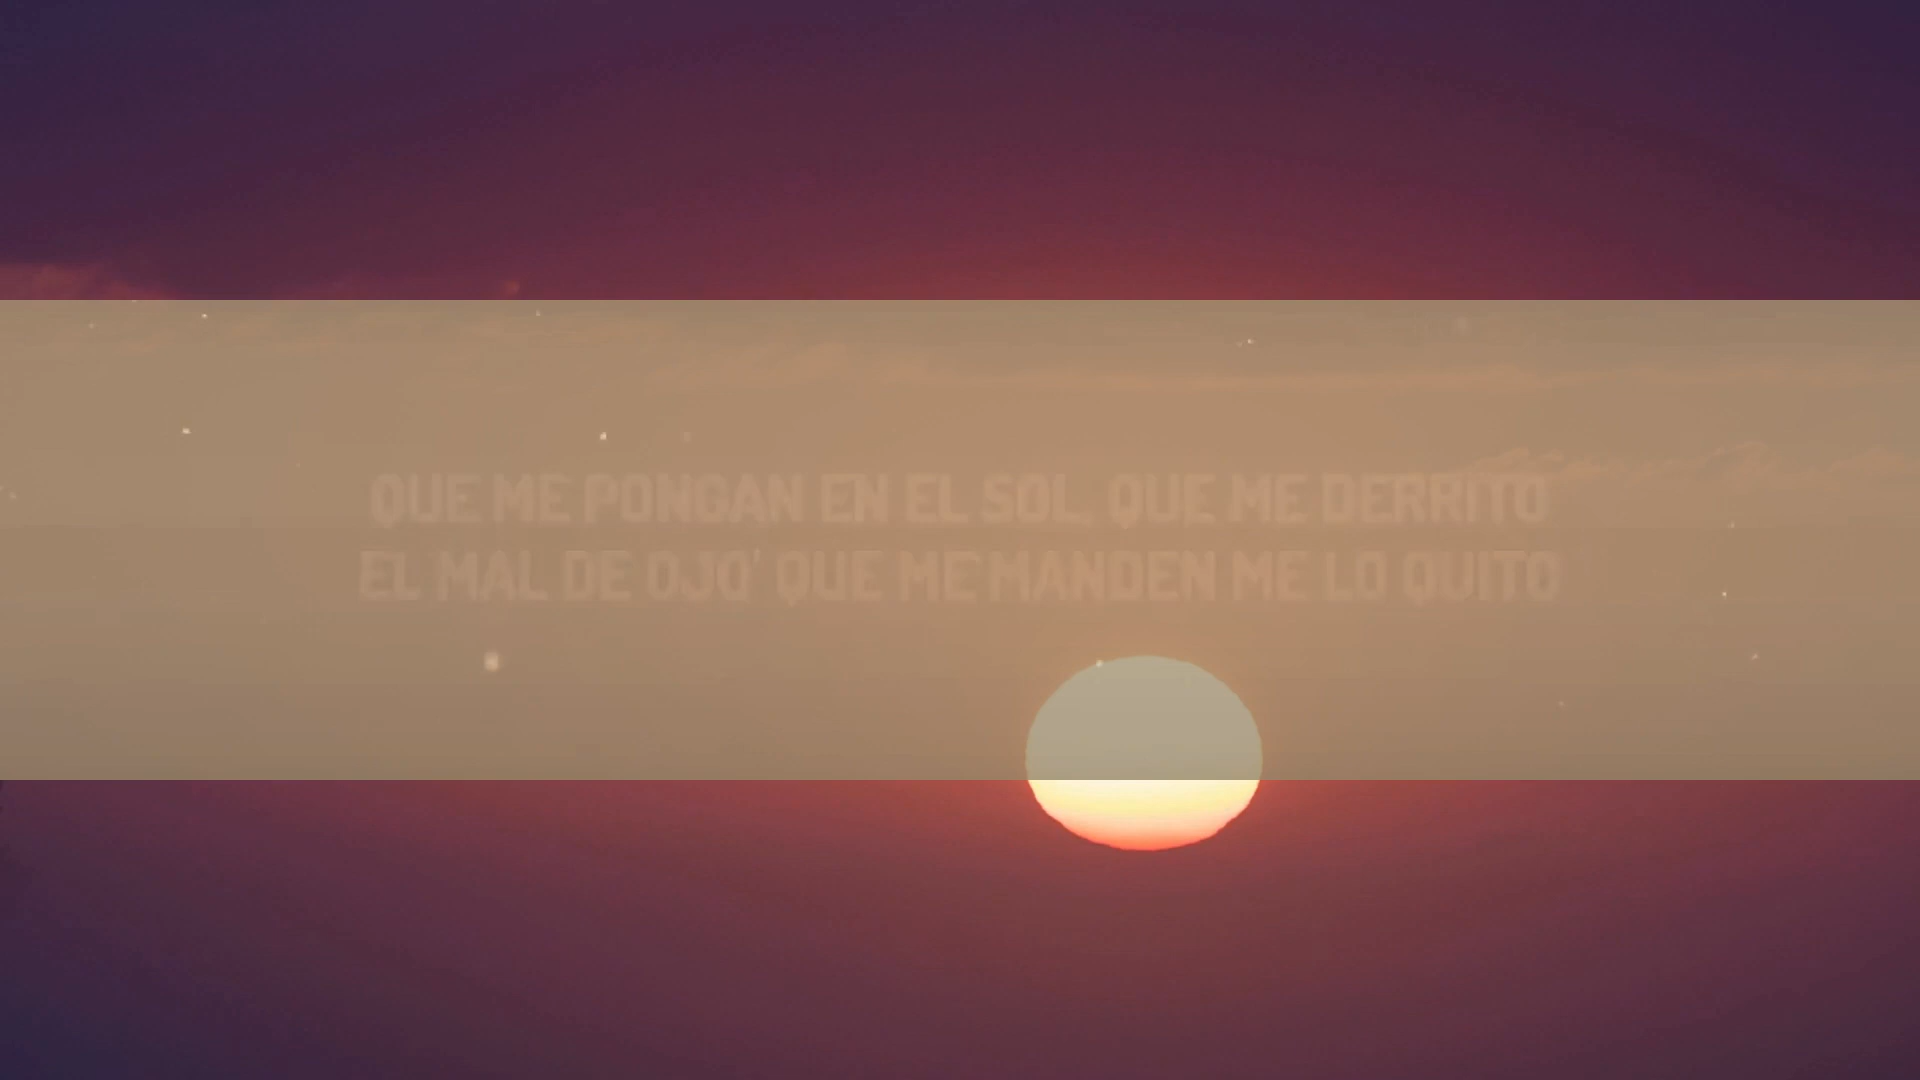 QUE ME PONGAN EN EL SOL, QUE ME DERRITO
EL MAL DE OJO' QUE ME MANDEN ME LO QUITO